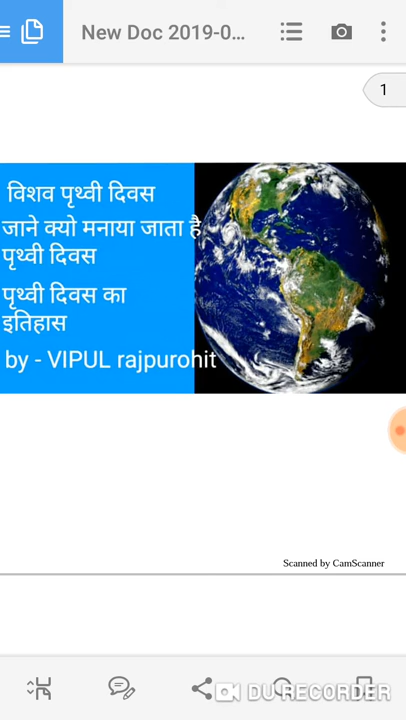 New Doc 2019-0...
1
विशव पृथ्वी दिवस
जाने क्यो मनाया जाता है
पृथ्वी दिवस
पृथ्वी दिवस का
इतिहास
by - VIPUL rajpurohit
Scanned by CamScanner
DU RECORDER